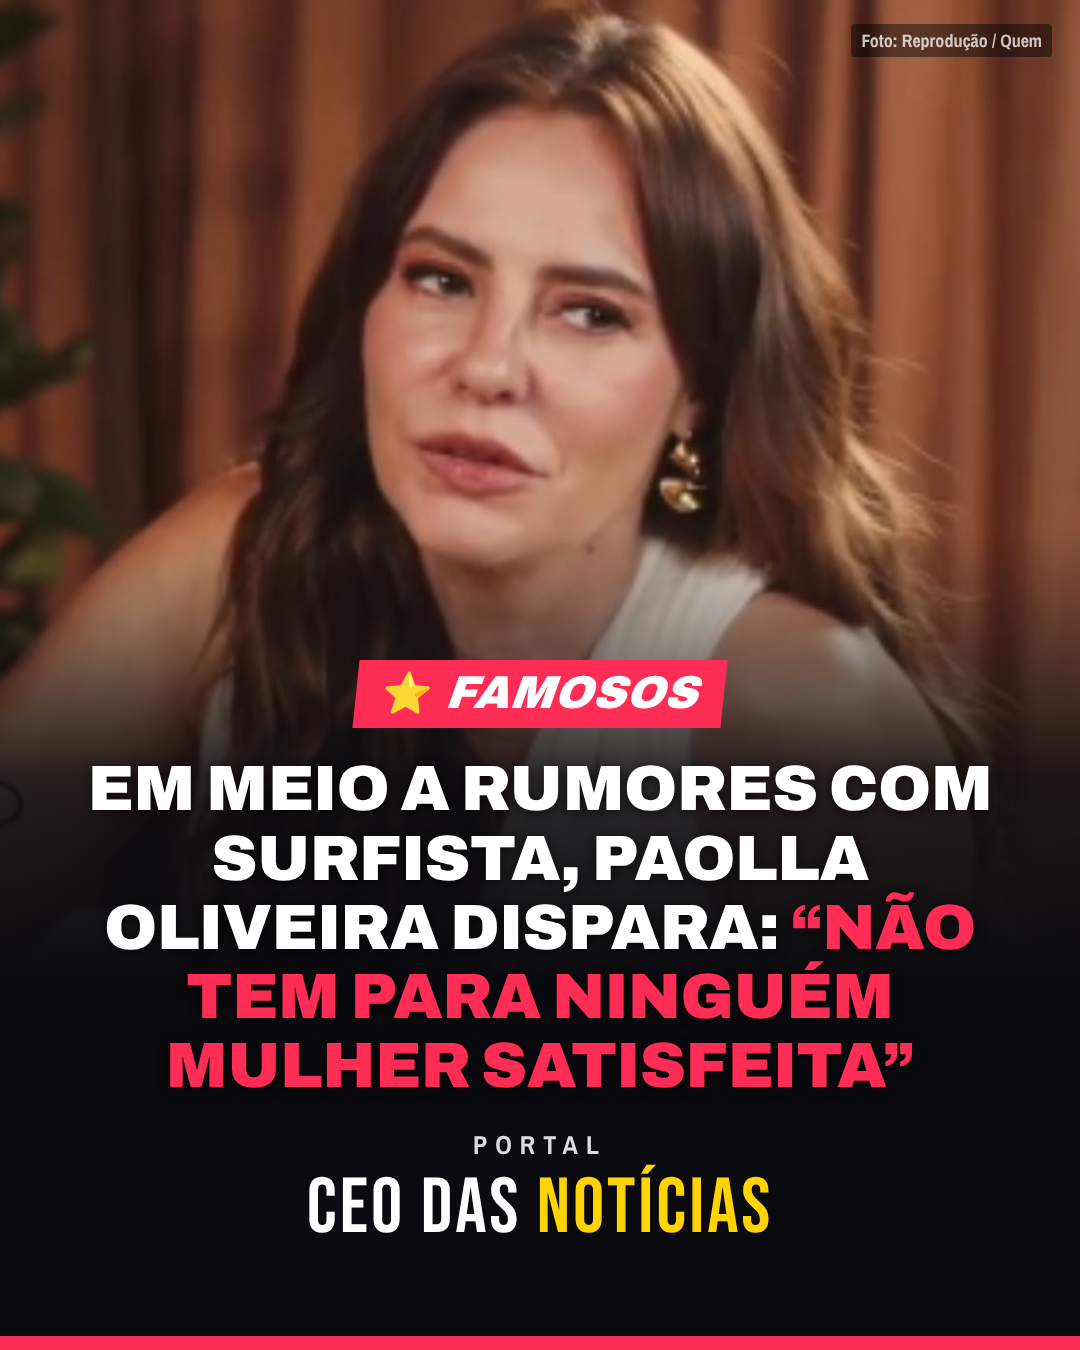 Foto: Reprodução / Quem
⭐ FAMOSOS
EM MEIO A RUMORES COM
SURFISTA, PAOLLA
OLIVEIRA DISPARA: “NÃO
TEM PARA NINGUÉM
MULHER SATISFEITA”
PORTAL
CEO DAS NOTÍCIAS